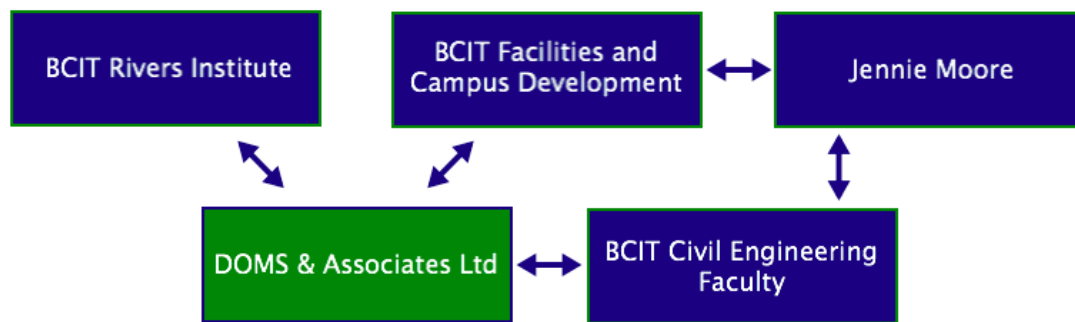 BCIT Rivers Institute
BCIT Facilities and
Campus Development
Jennie Moore
DOMS & Associates Ltd
BCIT Civil Engineering
Faculty